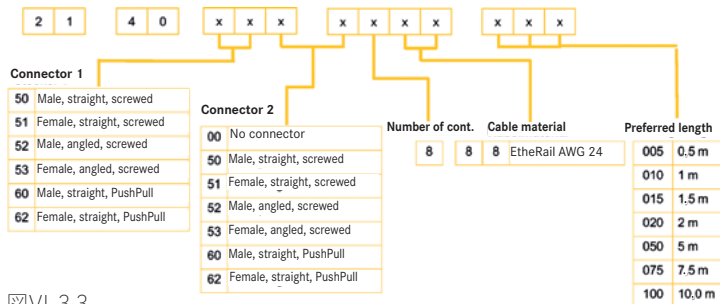 2 1 4 0 x x x x x x x x x x
Connector 1
50 Male, straight, screwed
51 Female, straight, screwed
52 Male, angled, screwed
53 Female, angled, screwed
60 Male, straight, PushPull
62 Female, straight, PushPull
Connector 2
00 No connector
50 Male, straight, screwed
51 Female, straight, screwed
52 Male, angled, screwed
53 Female, angled, screwed
60 Male, straight, PushPull
62 Female, straight, PushPull
Number of cont.
8
Cable material
8 8 EtheRail AWG 24
Preferred length
005 0,5 m
010 1 m
015 1,5 m
020 2 m
050 5 m
075 7,5 m
100 10,0 m